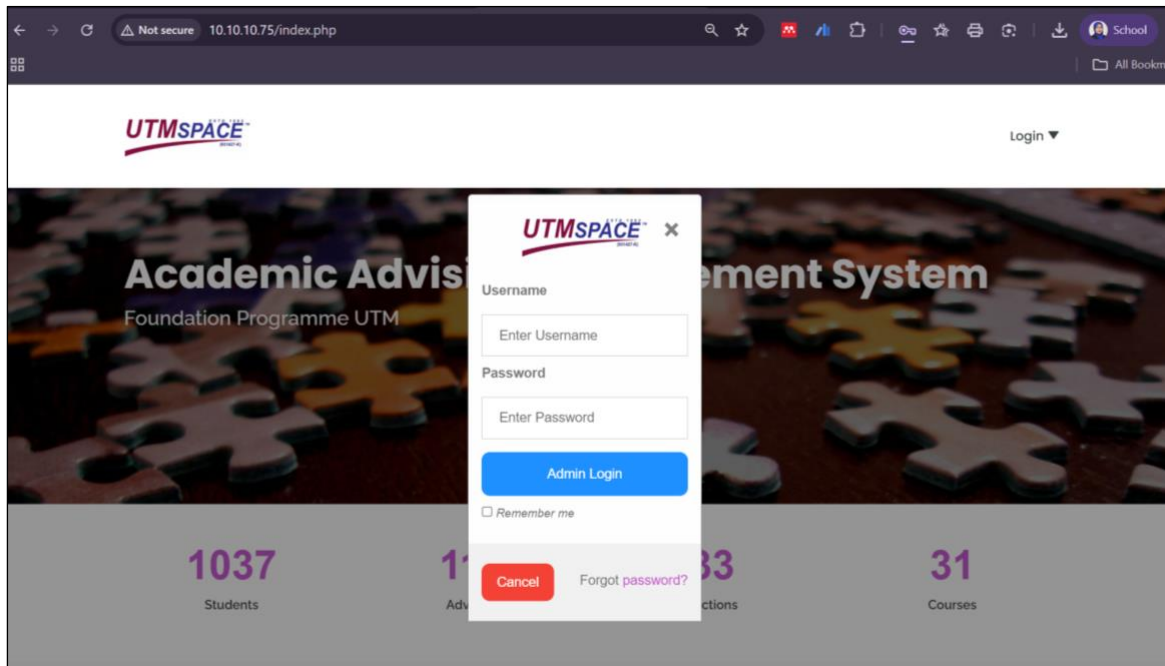 Not secure 10.10.10.75/index.php
School
All Bookm
UTMSPACE
Login ▼
UTMSPACE
Academic Advis ement System
Foundation Programme UTM
Username
Enter Username
Password
Enter Password
Admin Login
Remember me
Cancel Forgot password?
1037 33 31
Students Adv ctions Courses